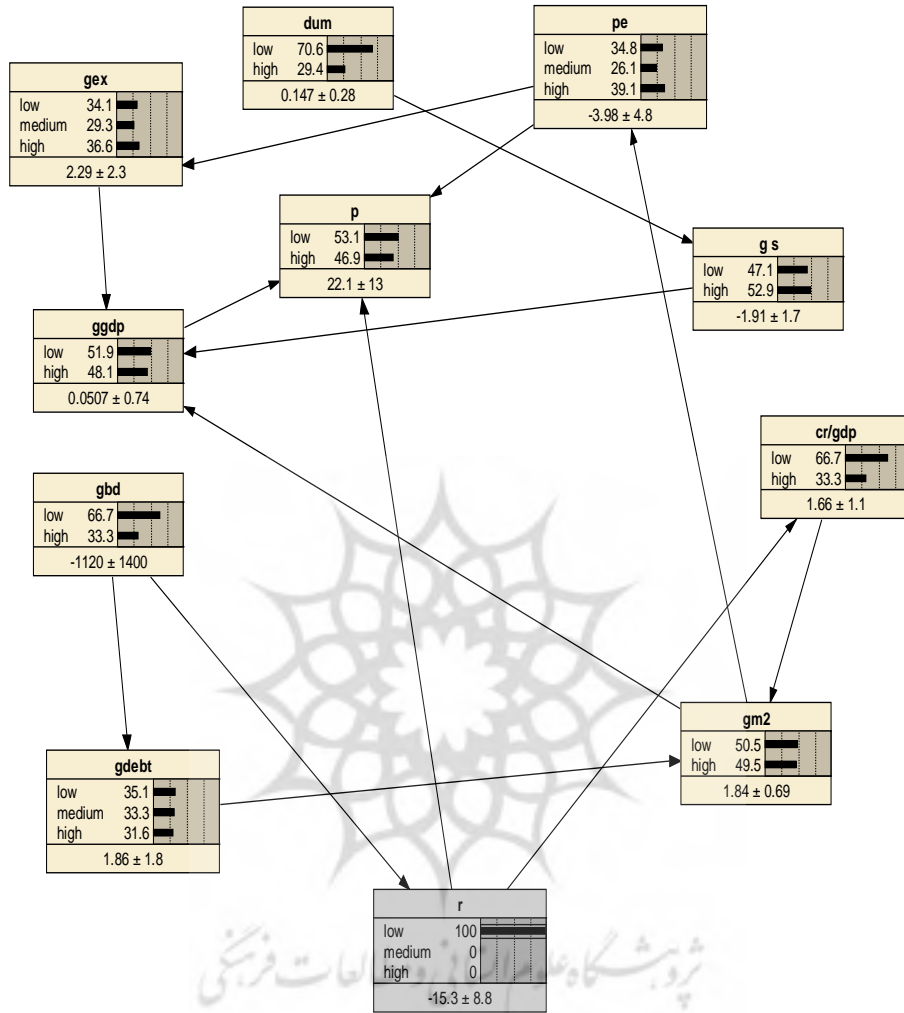 dum
low 70.6
high 29.4
0.147 ± 0.28
pe
low 34.8
medium 26.1
high 39.1
-3.98 ± 4.8
gex
low 34.1
medium 29.3
high 36.6
2.29 ± 2.3
p
low 53.1
high 46.9
22.1 ± 13
g s
low 47.1
high 52.9
-1.91 ± 1.7
ggdp
low 51.9
high 48.1
0.0507 ± 0.74
cr/gdp
low 66.7
high 33.3
1.66 ± 1.1
gbd
low 66.7
high 33.3
-1120 ± 1400
gm2
low 50.5
high 49.5
1.84 ± 0.69
gdebt
low 35.1
medium 33.3
high 31.6
1.86 ± 1.8
r
low 100
medium 0
high 0
-15.3 ± 8.8
پژوهشگاه علوم انسانی و مطالعات فرهنگی